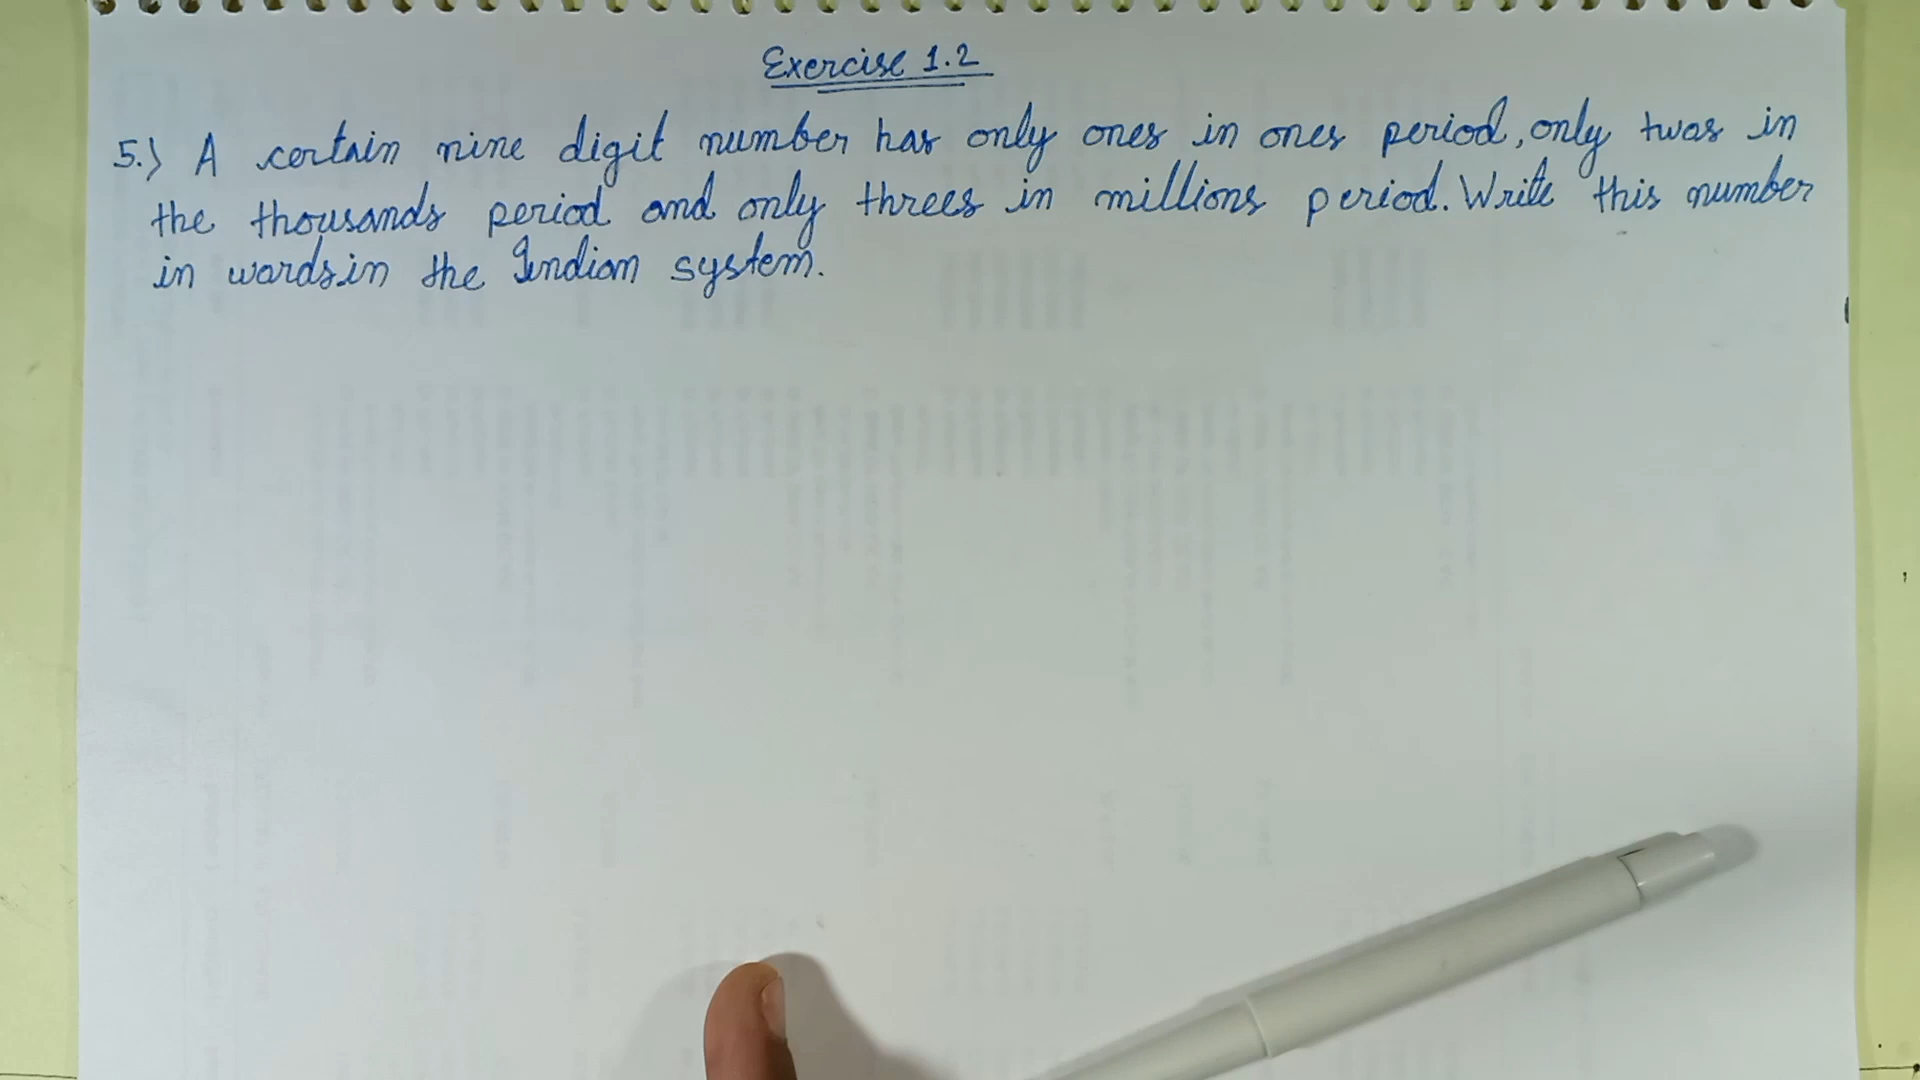 Exercise 1.2
5.) A certain nine digit number has only ones in ones period, only twos in
the thousands period and only threes in millions period. Write this number
in words in the Indian system.